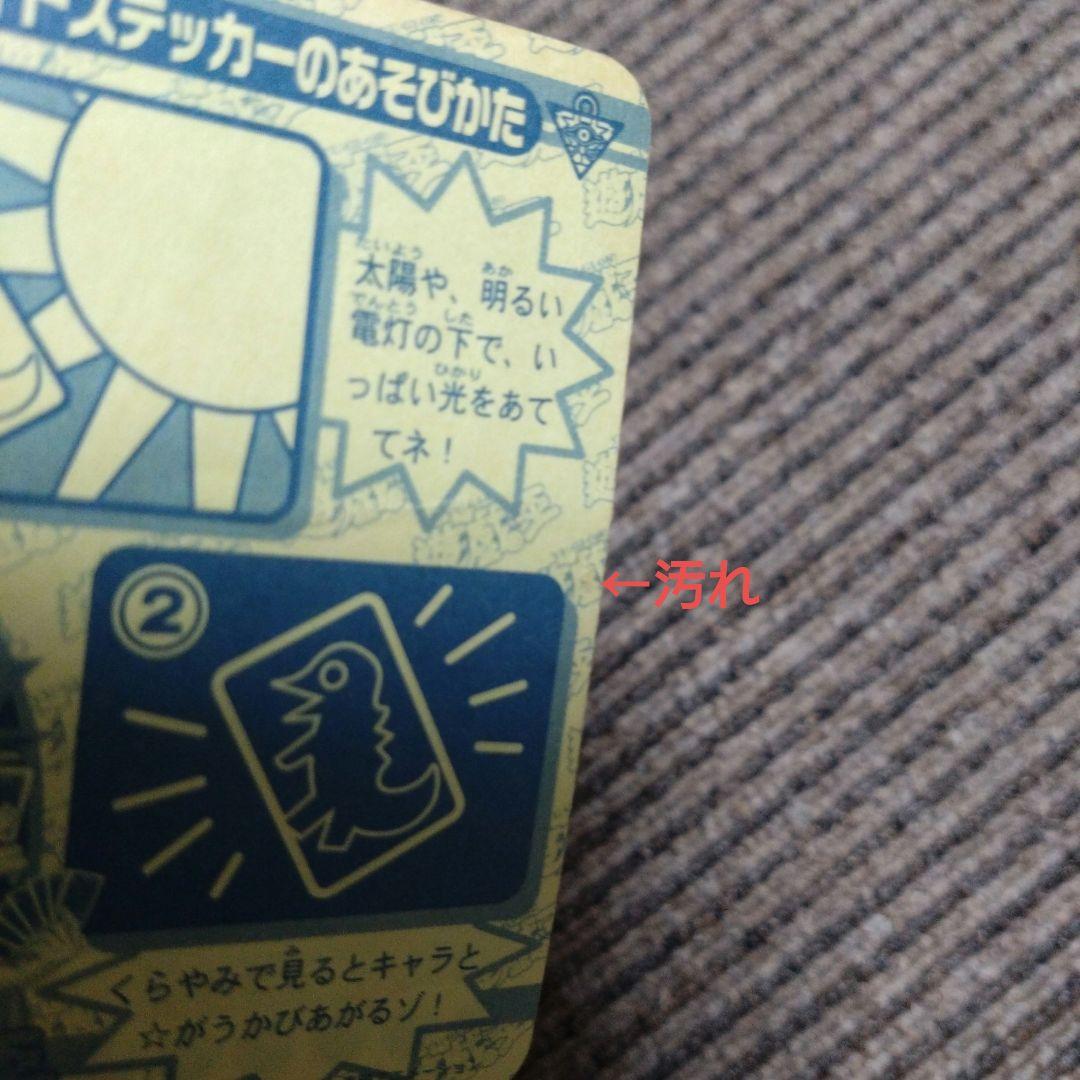 ドステッカーのあそびかた
たいよう あか
太陽や、明るい
でんとう した
電灯の下で、い
ひかり
っぱい光をあて
てネ！
←汚れ
2
み
くらやみで見るとキャラと
☆がうかびあがるゾ！